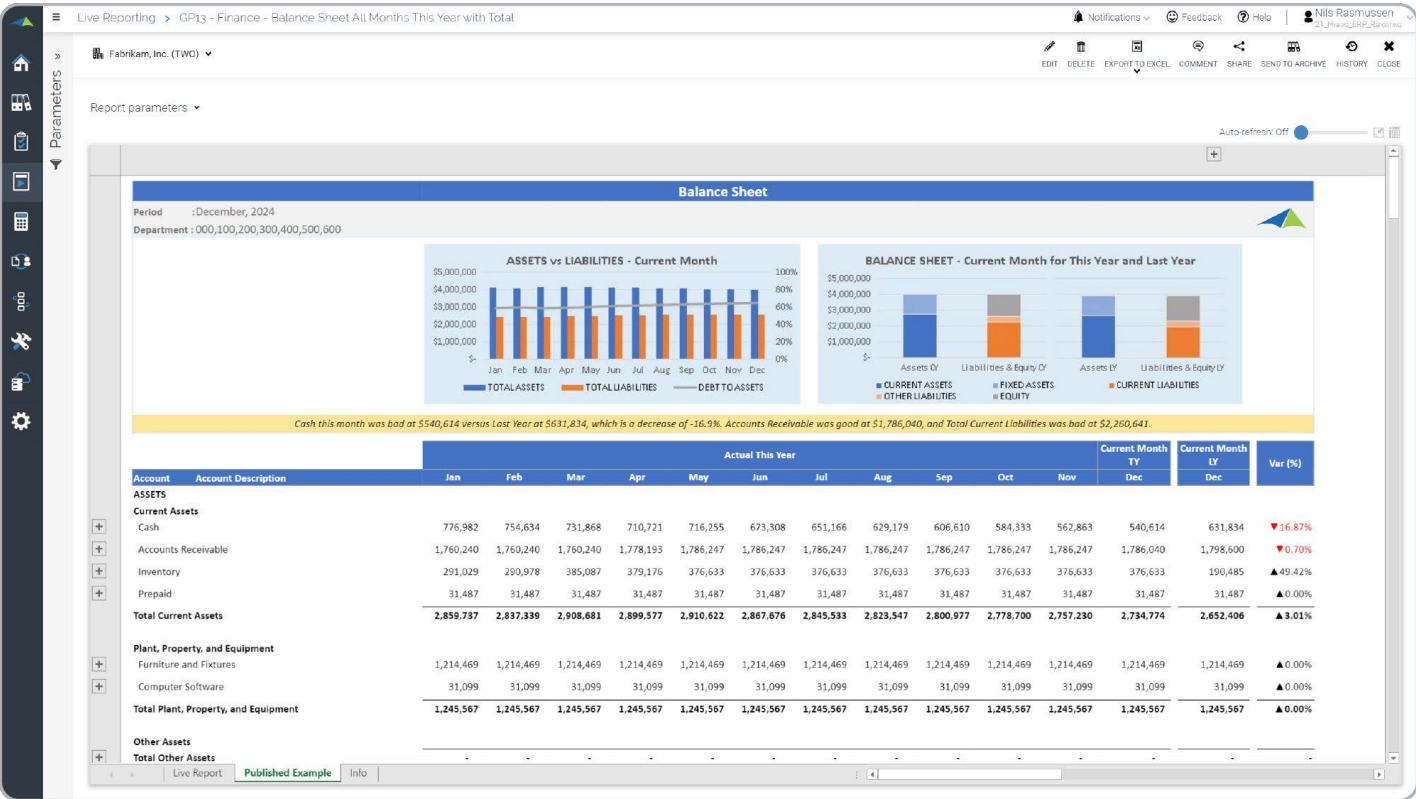 Live Reporting > GP13 - Finance - Balance Sheet All Months This Year with Total
Notifications Feedback Help Nils Rasmussen
Fabrikam, Inc. (TWO)
EDIT DELETE EXPORT TO EXCEL COMMENT SHARE SEND TO ARCHIVE HISTORY CLOSE
Parameters
Report parameters
Auto-refresh: Off
Balance Sheet
Period :December, 2024
Department : 000,100,200,300,400,500,600
ASSETS vs LIABILITIES - Current Month
$5,000,000 100%
$4,000,000 80%
$3,000,000 60%
$2,000,000 40%
$1,000,000 20%
$- 0%
Jan Feb Mar Apr May Jun Jul Aug Sep Oct Nov Dec
TOTAL ASSETS TOTAL LIABILITIES DEBT TO ASSETS
BALANCE SHEET - Current Month for This Year and Last Year
$5,000,000
$4,000,000
$3,000,000
$2,000,000
$1,000,000
$-
Assets CY Liabilities & Equity CY Assets LY Liabilities & Equity LY
CURRENT ASSETS FIXED ASSETS CURRENT LIABILITIES
OTHER LIABILITIES EQUITY
Cash this month was bad at $540,614 versus Last Year at $631,834, which is a decrease of -16.9%. Accounts Receivable was good at $1,786,040, and Total Current Liabilities was bad at $2,260,641.
Actual This Year Current Month TY Current Month LY Var (%)
Account Account Description Jan Feb Mar Apr May Jun Jul Aug Sep Oct Nov Dec Dec
ASSETS
Current Assets
Cash 776,982 754,634 731,868 710,721 716,255 673,308 651,166 629,179 606,610 584,333 562,863 540,614 631,834 ▼16.87%
Accounts Receivable 1,760,240 1,760,240 1,760,240 1,778,193 1,786,247 1,786,247 1,786,247 1,786,247 1,786,247 1,786,247 1,786,247 1,786,040 1,798,600 ▼0.70%
Inventory 291,029 290,978 385,087 379,176 376,633 376,633 376,633 376,633 376,633 376,633 376,633 376,633 190,485 ▲49.42%
Prepaid 31,487 31,487 31,487 31,487 31,487 31,487 31,487 31,487 31,487 31,487 31,487 31,487 31,487 ▲0.00%
Total Current Assets 2,859,737 2,837,339 2,908,681 2,899,577 2,910,622 2,867,676 2,845,533 2,823,547 2,800,977 2,778,700 2,757,230 2,734,774 2,652,406 ▲3.01%
Plant, Property, and Equipment
Furniture and Fixtures 1,214,469 1,214,469 1,214,469 1,214,469 1,214,469 1,214,469 1,214,469 1,214,469 1,214,469 1,214,469 1,214,469 1,214,469 1,214,469 ▲0.00%
Computer Software 31,099 31,099 31,099 31,099 31,099 31,099 31,099 31,099 31,099 31,099 31,099 31,099 31,099 ▲0.00%
Total Plant, Property, and Equipment 1,245,567 1,245,567 1,245,567 1,245,567 1,245,567 1,245,567 1,245,567 1,245,567 1,245,567 1,245,567 1,245,567 1,245,567 1,245,567 ▲0.00%
Other Assets
Total Other Assets - - - - - - - - - - - - -
Live Report Published Example Info